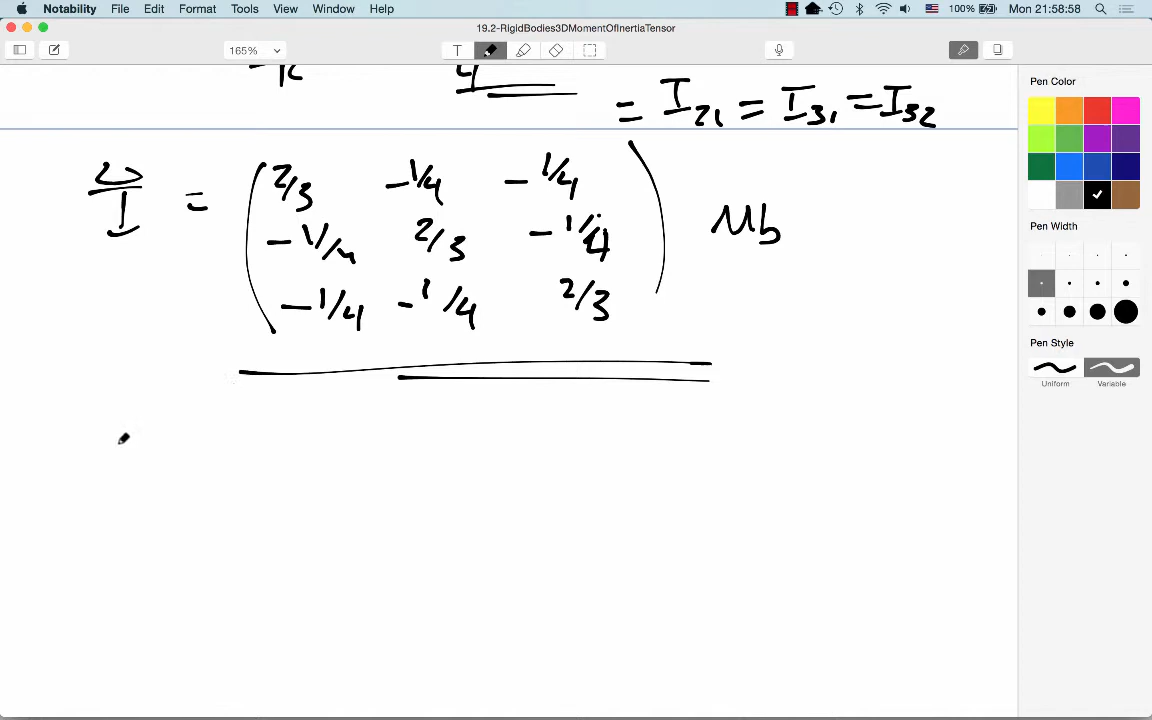 Notability File Edit Format Tools View Window Help 100% Mon 21:58:58
19.2-RigidBodies3DMomentOfInertiaTensor
165% T
Pen Color
4
= I21 = I31 = I32
I = ( 2/3 -1/4 -1/4
-1/4 2/3 -1/4
-1/4 -1/4 2/3 ) Mb
Pen Width
Pen Style
Uniform Variable